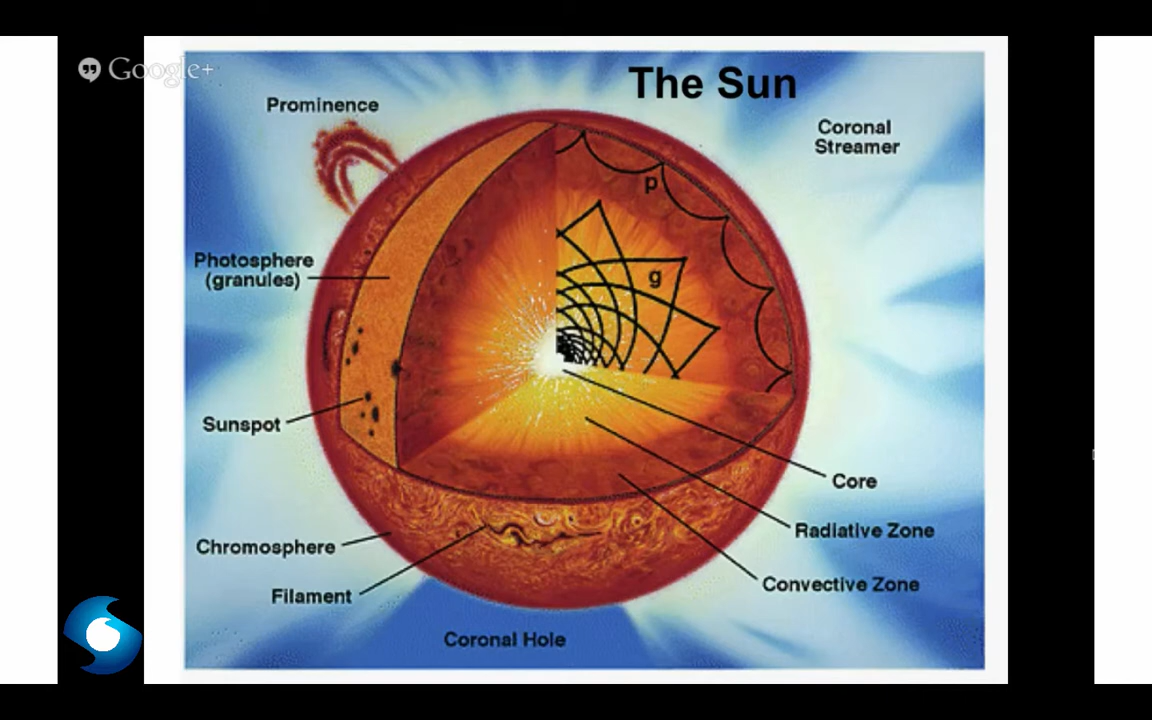 Google+
The Sun
Prominence
Coronal
Streamer
p
Photosphere
(granules)
g
Sunspot
Core
Radiative Zone
Chromosphere
Convective Zone
Filament
Coronal Hole